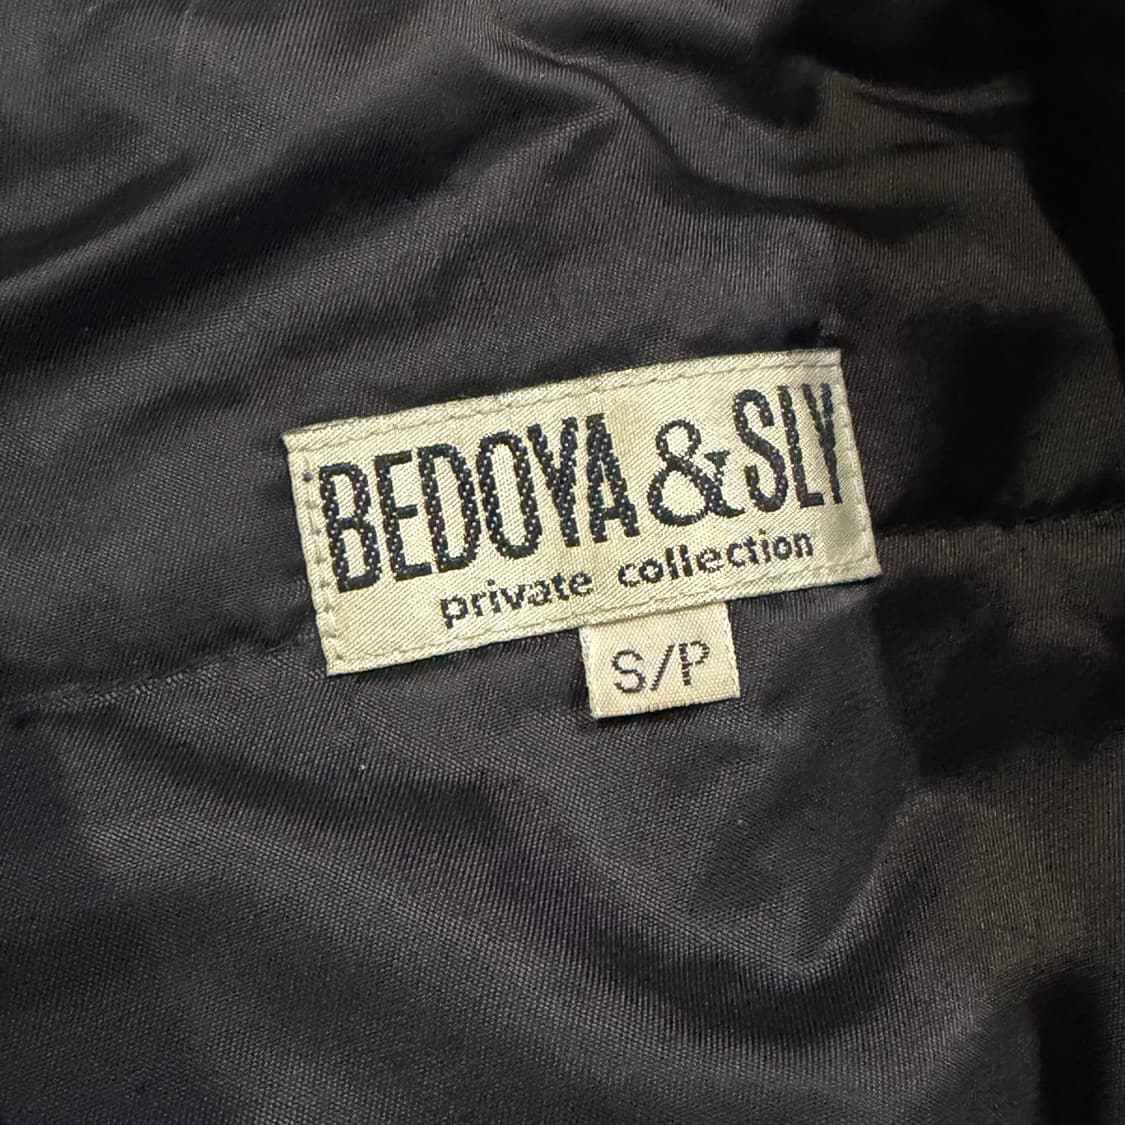 BEDOYA & SLY
private collection
S/P